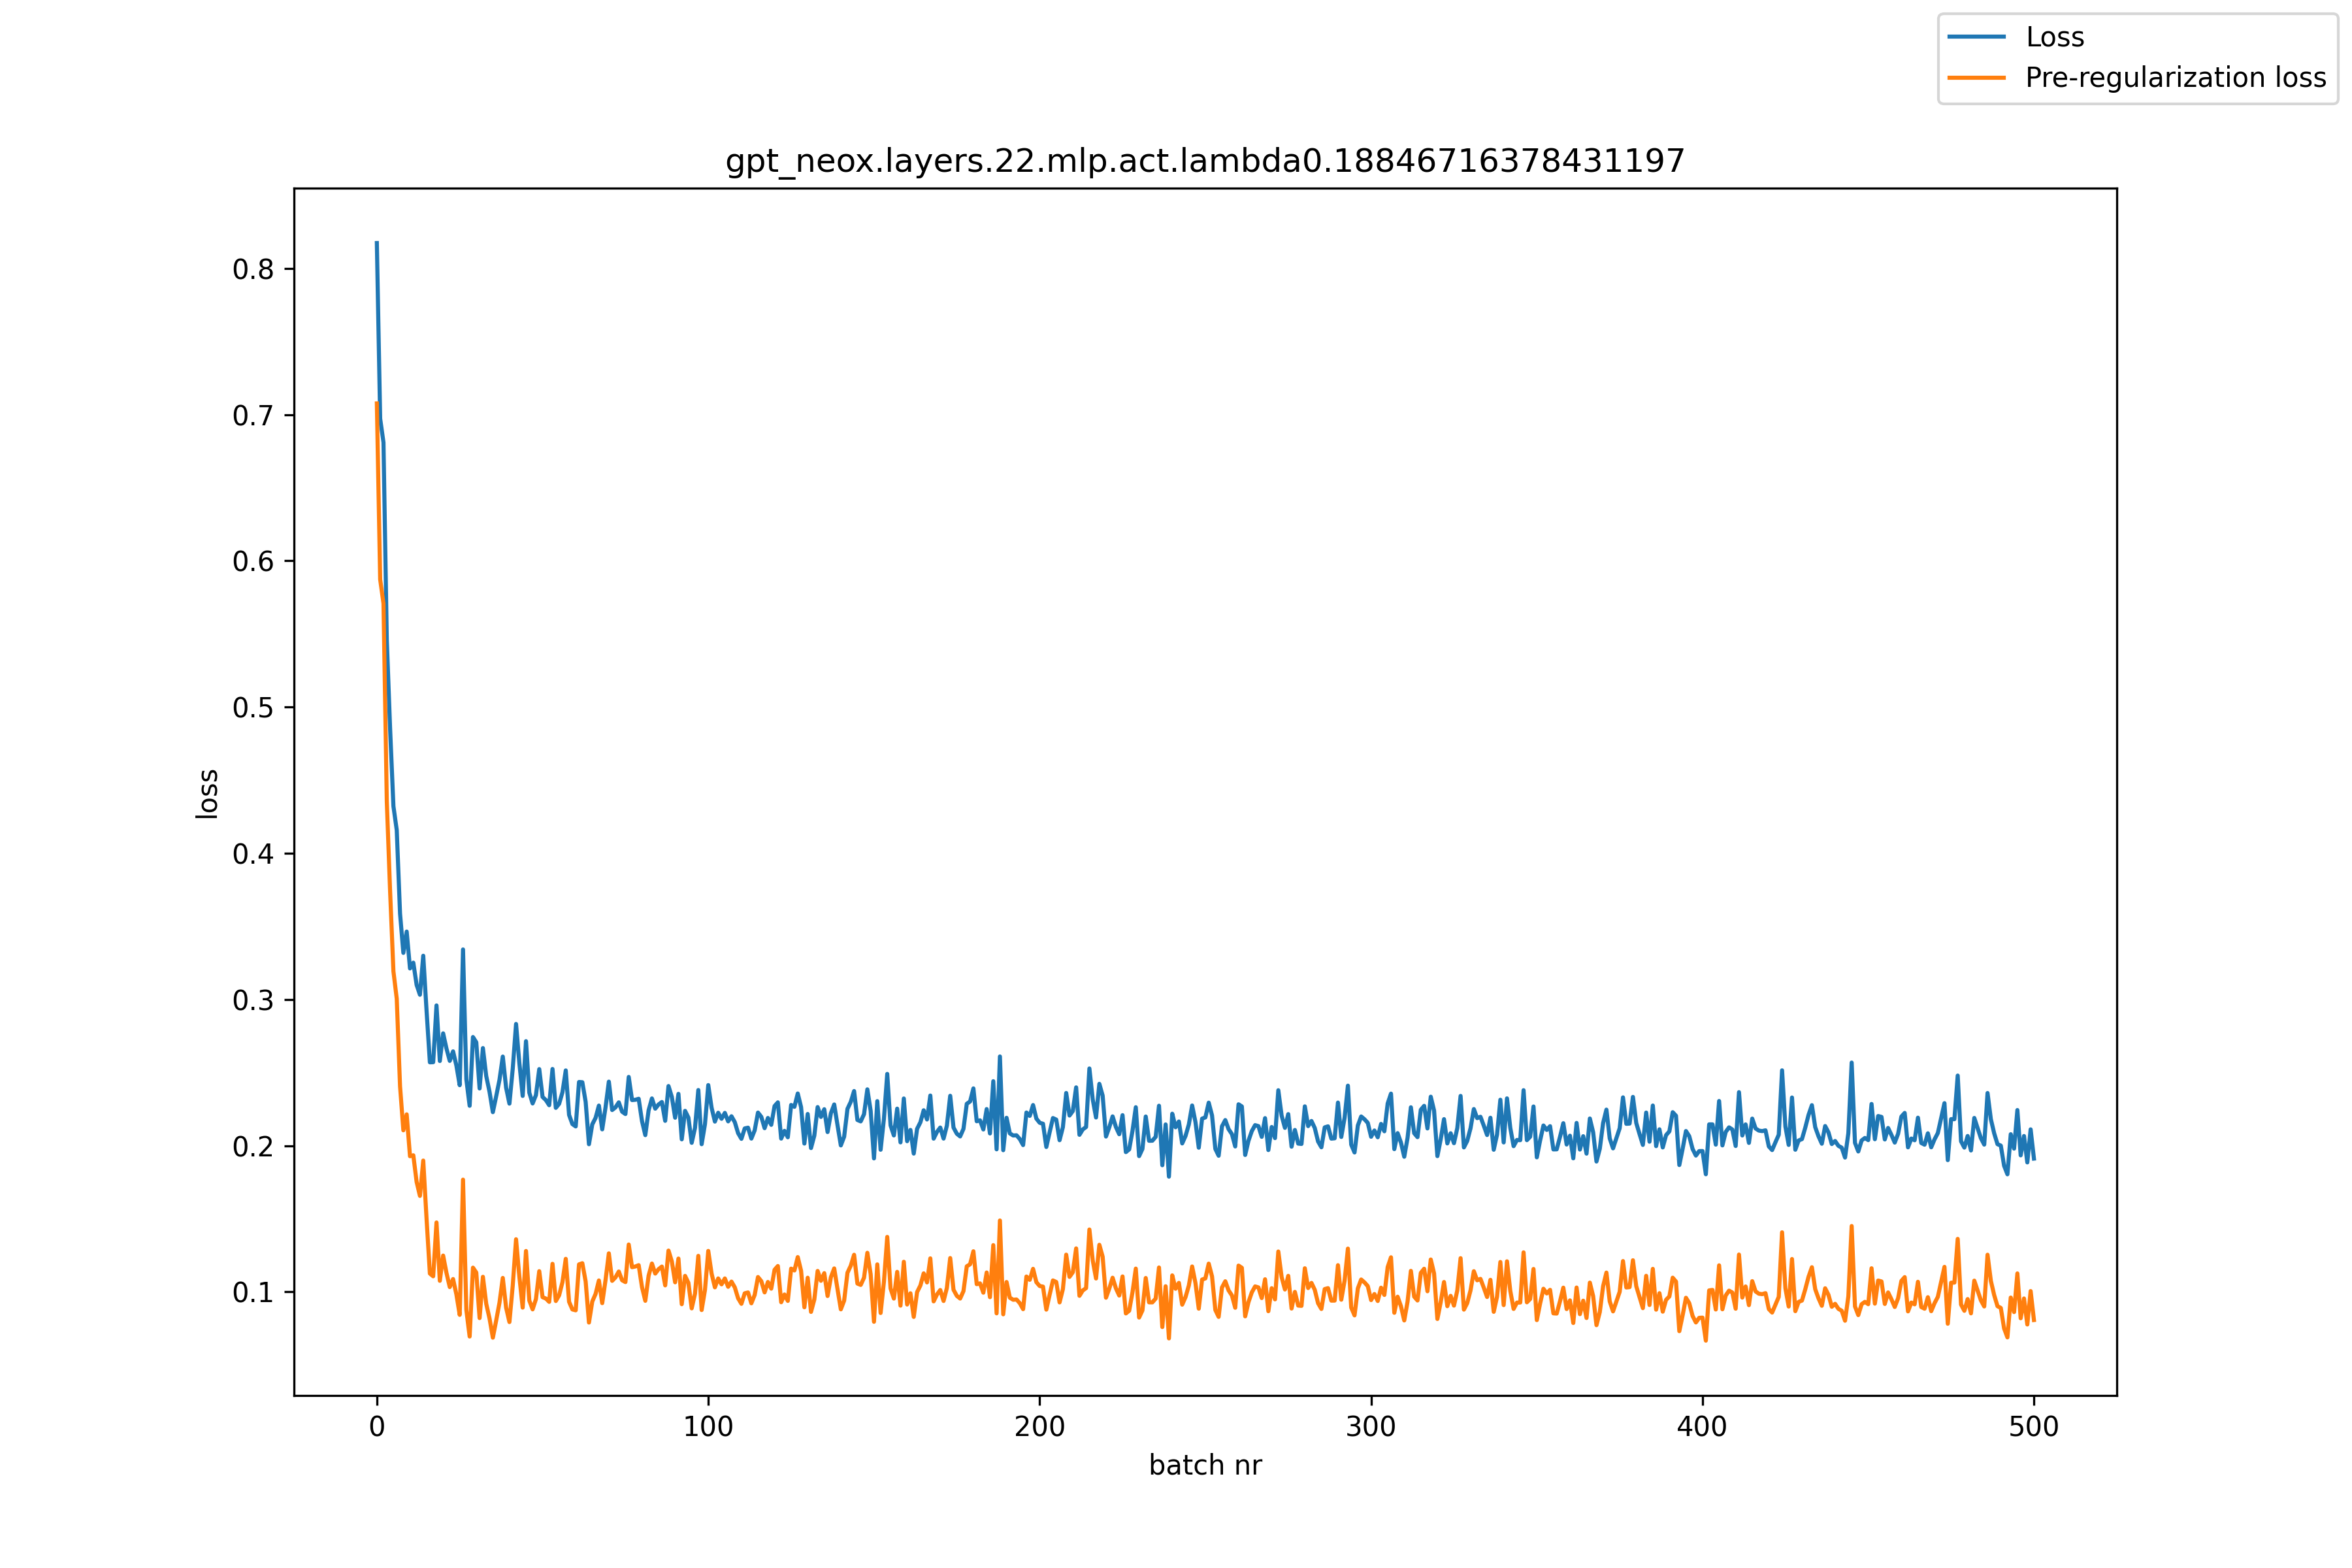 Loss
Pre-regularization loss
gpt_neox.layers.22.mlp.act.lambda0.18846716378431197
0.8
0.7
0.6
0.5
0.4
0.3
0.2
0.1
loss
0 100 200 300 400 500
batch nr